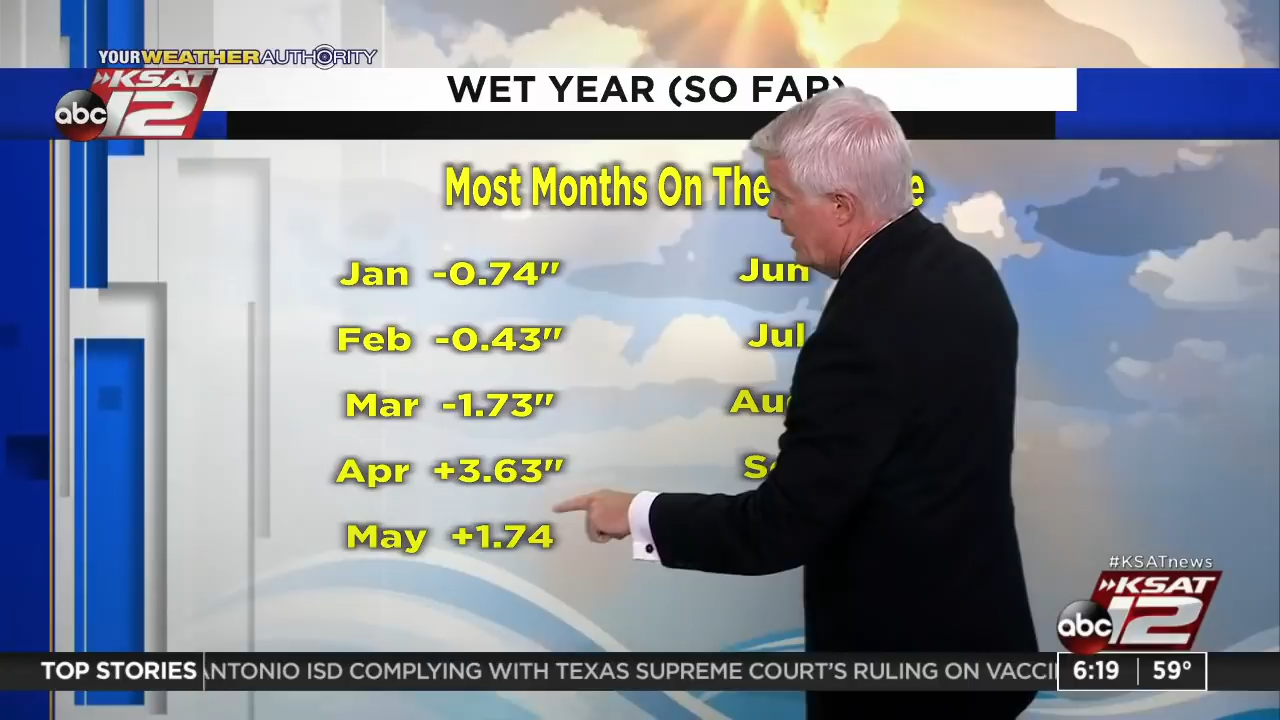 YOURWEATHERAUTHORITY
KSAT
abc 12
WET YEAR (SO FAR)
Most Months On The
Jan -0.74"
Feb -0.43"
Mar -1.73"
Apr +3.63"
May +1.74
Jun
Jul
#KSATnews
KSAT
abc 12
TOP STORIES ANTONIO ISD COMPLYING WITH TEXAS SUPREME COURT'S RULING ON VACCI
6:19 59°